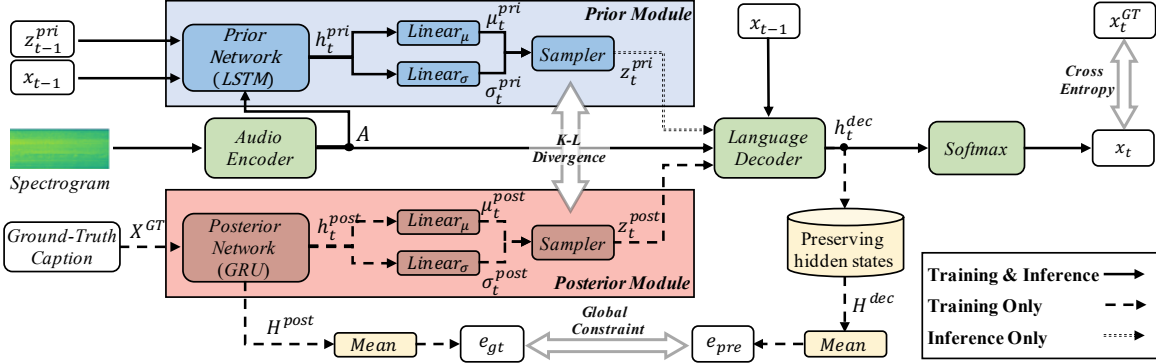 Prior Module
z_{t-1}^{pri}
x_{t-1}
Prior
Network
(LSTM)
h_t^{pri}
Linear_μ
Linear_σ
μ_t^{pri}
σ_t^{pri}
Sampler
z_t^{pri}
x_{t-1}
x_t^{GT}
Cross
Entropy
Spectrogram
Audio
Encoder
A
K-L
Divergence
Language
Decoder
h_t^{dec}
Softmax
x_t
Ground-Truth
Caption
X^{GT}
Posterior
Network
(GRU)
h_t^{post}
Linear_μ
Linear_σ
μ_t^{post}
σ_t^{post}
Sampler
z_t^{post}
Posterior Module
Preserving
hidden states
H^{post}
Mean
e_{gt}
Global
Constraint
e_{pre}
Mean
H^{dec}
Training & Inference
Training Only
Inference Only